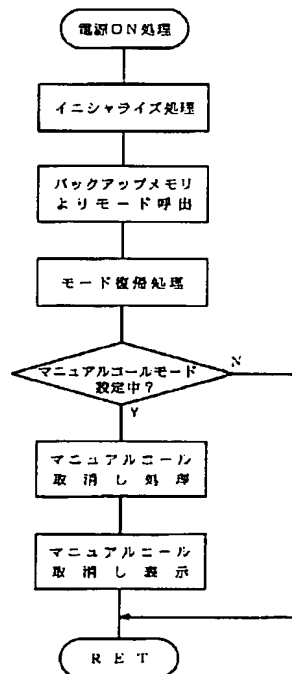 電源ON処理
イニシャライズ処理
バックアップメモリ
よりモード呼出
モード復帰処理
マニュアルコールモード
設定中?
N
Y
マニュアルコール
取消し処理
マニュアルコール
取消し表示
RET